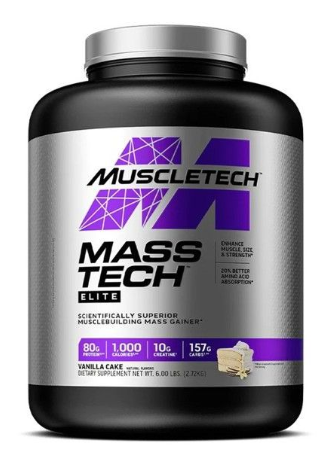 MUSCLETECH™
MASS
TECH™
ELITE
ENHANCE
MUSCLE, SIZE
& STRENGTH^
20% BETTER
AMINO ACID
ABSORPTION^
SCIENTIFICALLY SUPERIOR
MUSCLEBUILDING MASS GAINER^
80G 1,000 10G 157G
PROTEIN CALORIES CREATINE CARBS
VANILLA CAKE NATURAL FLAVORS
DIETARY SUPPLEMENT NET WT. 6.00 LBS. (2.72KG)